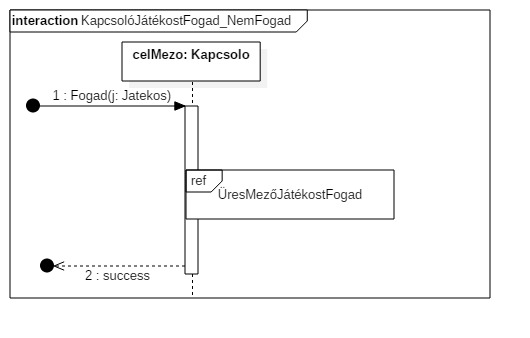 interaction KapcsolóJátékostFogad_NemFogad
celMezo: Kapcsolo
1 : Fogad(j: Jatekos)
ref
ÜresMezőJátékostFogad
2 : success